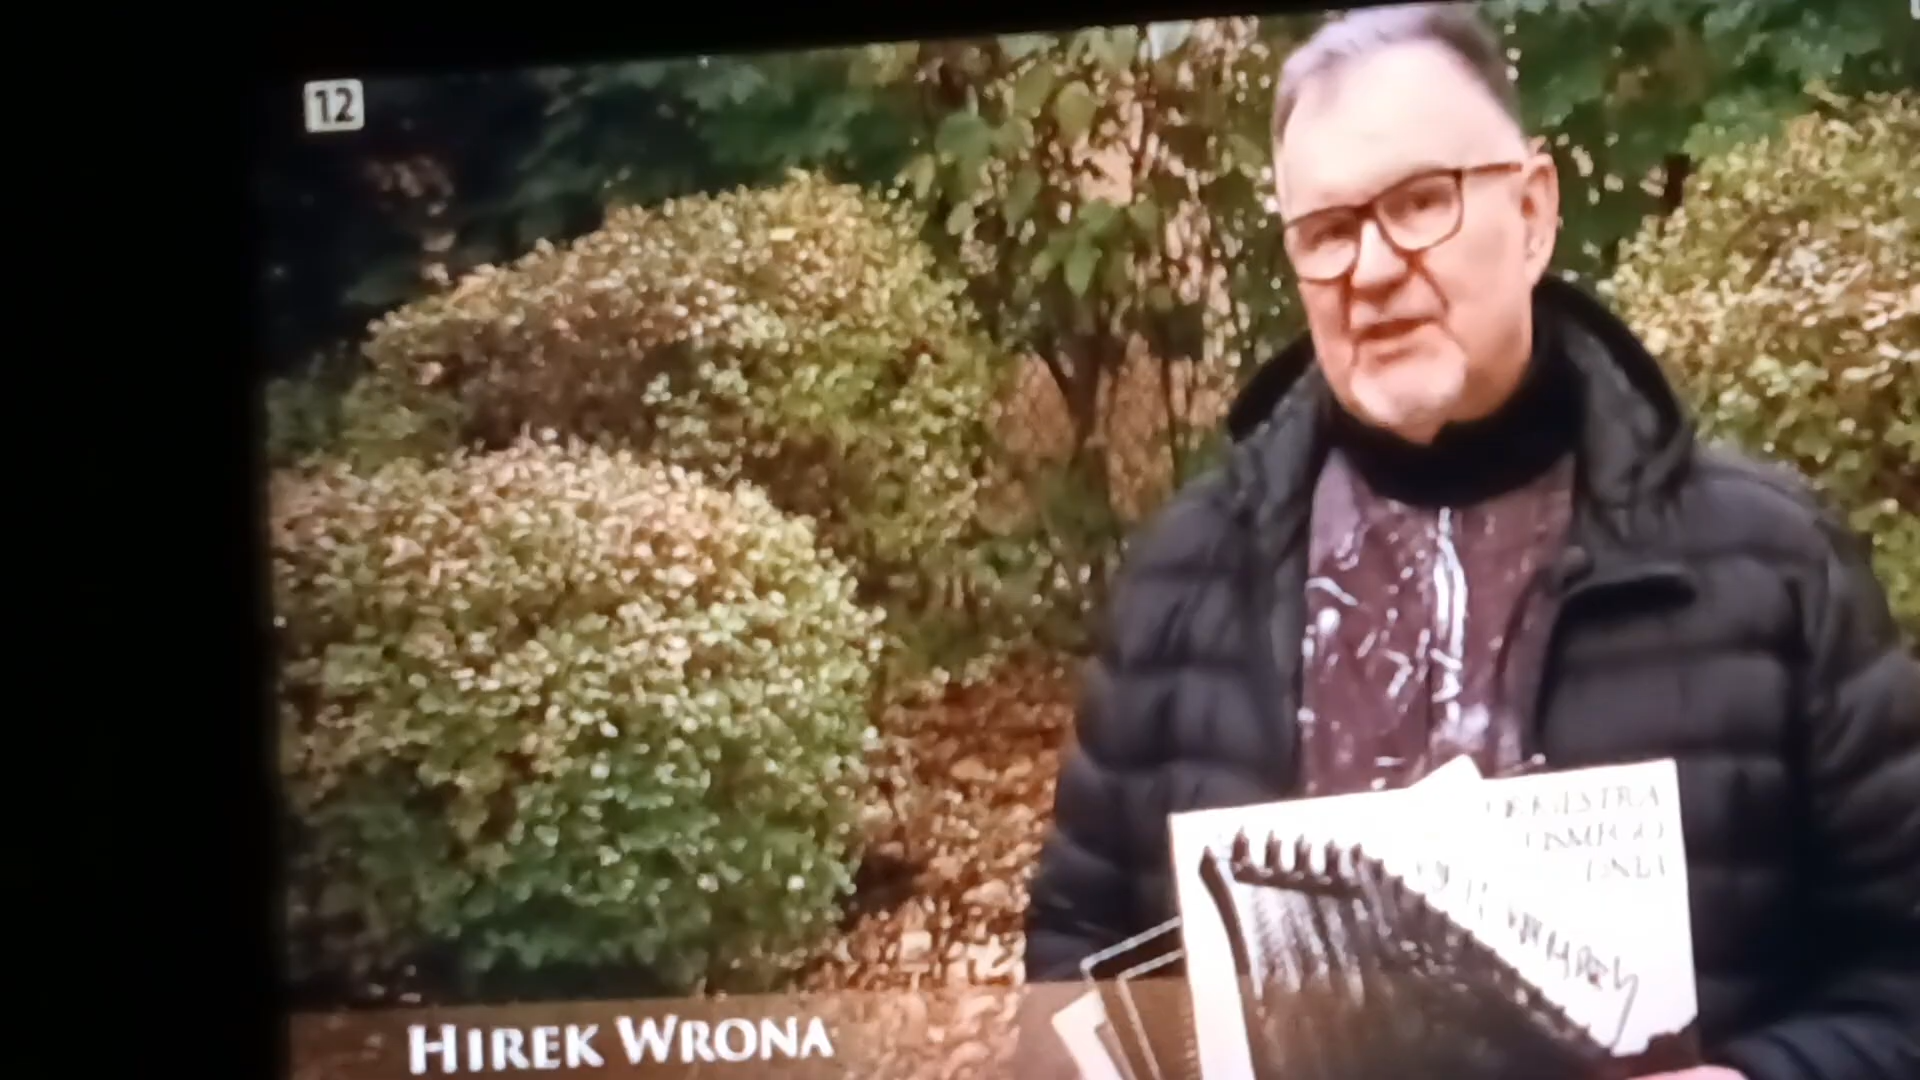 12
ORKIESTRA
ÓSMEGO
DNIA
HIREK WRONA